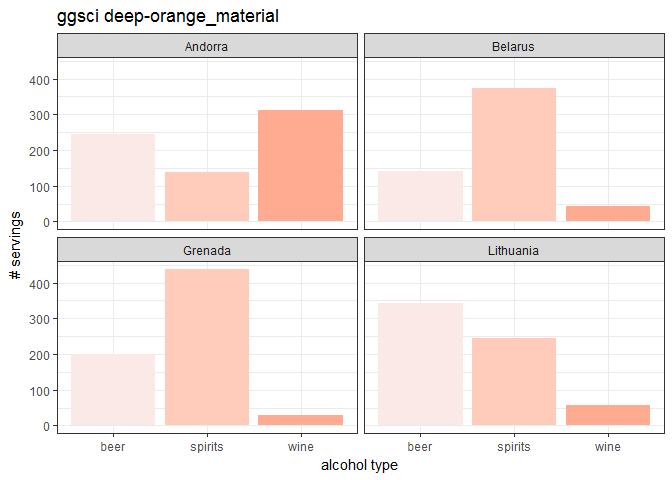 ggsci deep-orange_material
Andorra
Belarus
400
300
200
100
0
Grenada
Lithuania
400
300
200
100
0
# servings
beer
spirits
wine
beer
spirits
wine
alcohol type